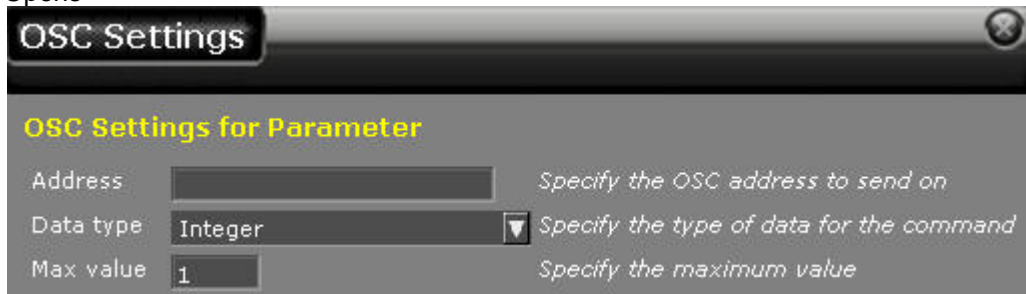 OSC Settings
OSC Settings for Parameter
Address Specify the OSC address to send on
Data type Integer Specify the type of data for the command
Max value 1 Specify the maximum value